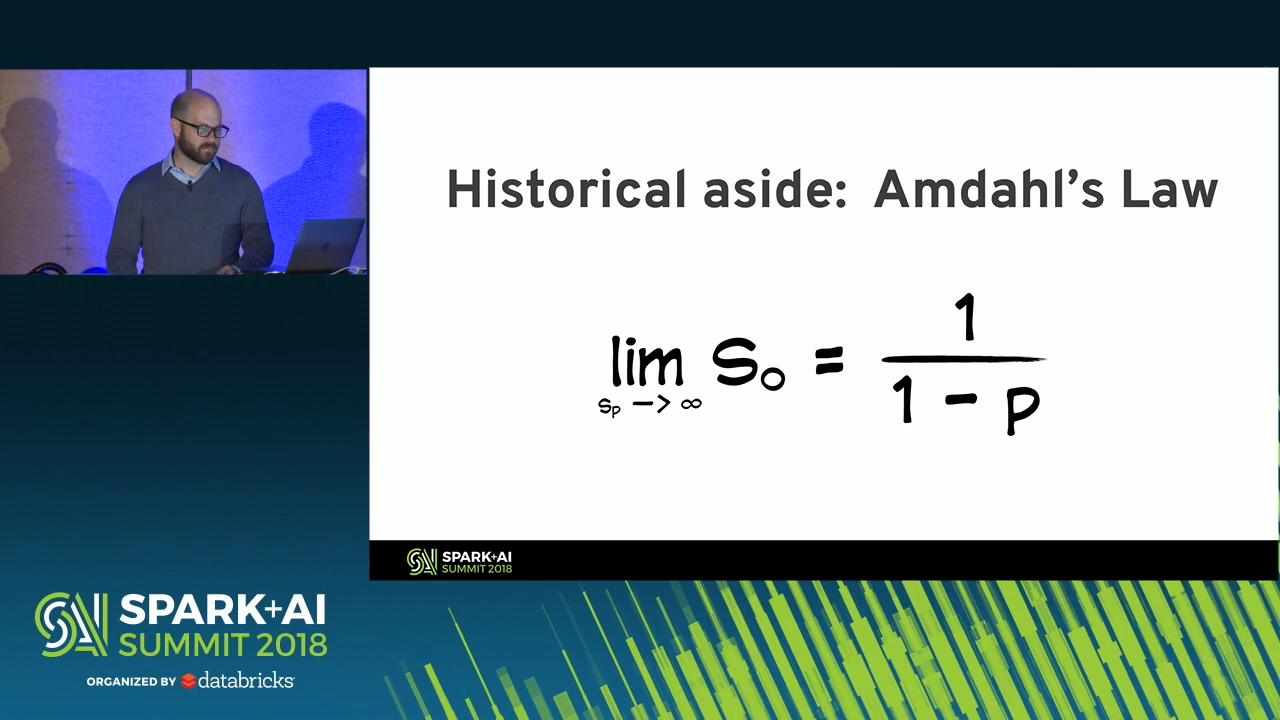 Historical aside: Amdahl's Law
lim S₀ = 1 / (1 - p)
sₚ -> ∞
SPARK+AI
SUMMIT 2018
SPARK+AI
SUMMIT 2018
ORGANIZED BY databricks